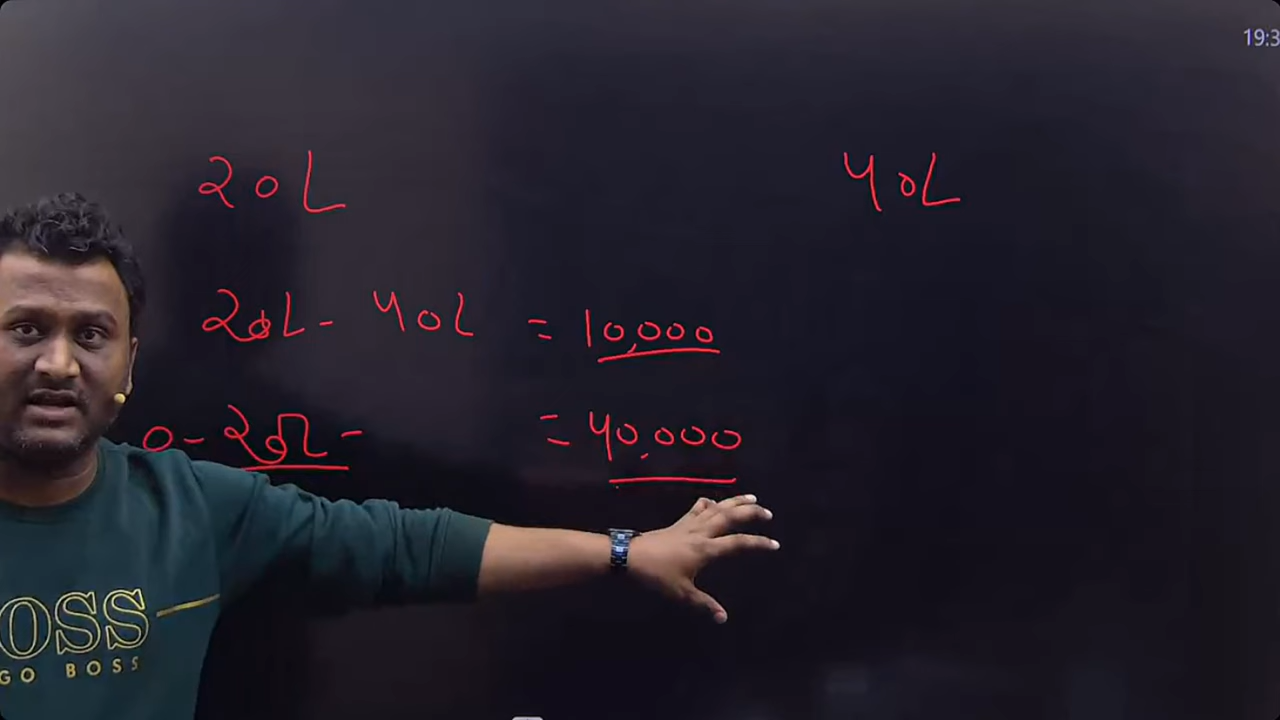 19:3
20L 40L
20L - 40L = 10,000
0 - 20L - = 40,000
OSS
GO BOSS